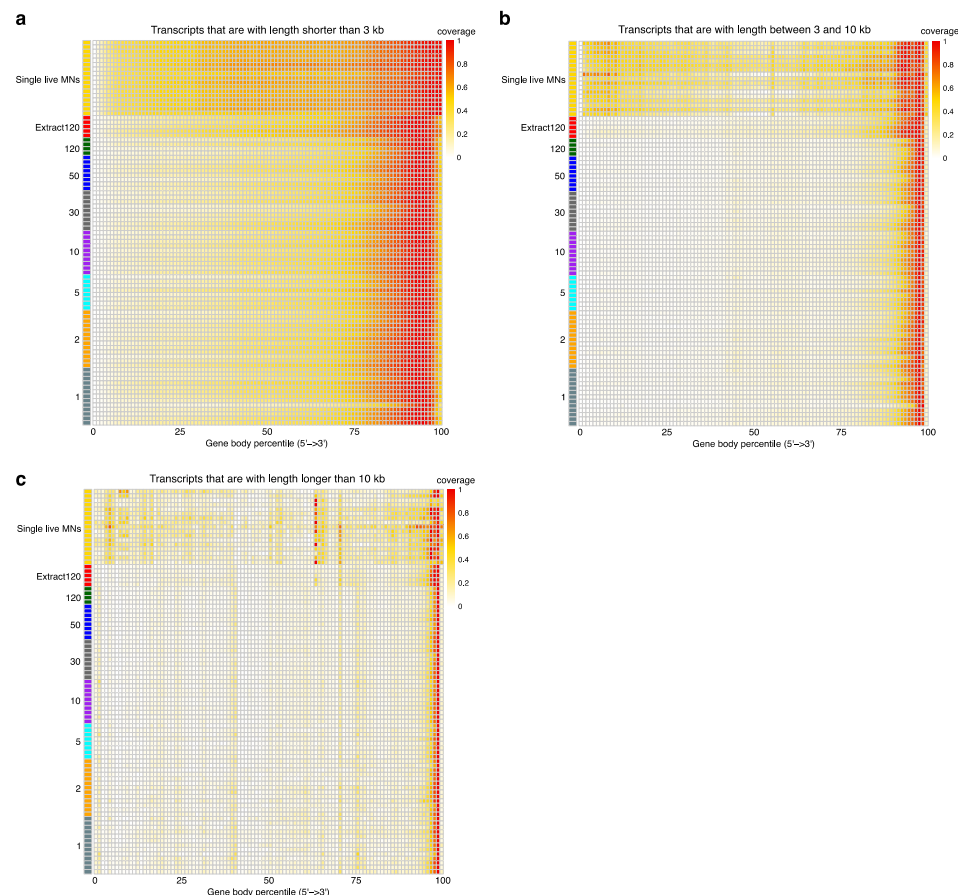 a
Transcripts that are with length shorter than 3 kb
coverage
1
0.8
0.6
0.4
0.2
0
Single live MNs
Extract120
120
50
30
10
5
2
1
0 25 50 75 100
Gene body percentile (5'−>3')
b
Transcripts that are with length between 3 and 10 kb
coverage
1
0.8
0.6
0.4
0.2
0
Single live MNs
Extract120
120
50
30
10
5
2
1
0 25 50 75 100
Gene body percentile (5'−>3')
c
Transcripts that are with length longer than 10 kb
coverage
1
0.8
0.6
0.4
0.2
0
Single live MNs
Extract120
120
50
30
10
5
2
1
0 25 50 75 100
Gene body percentile (5'−>3')